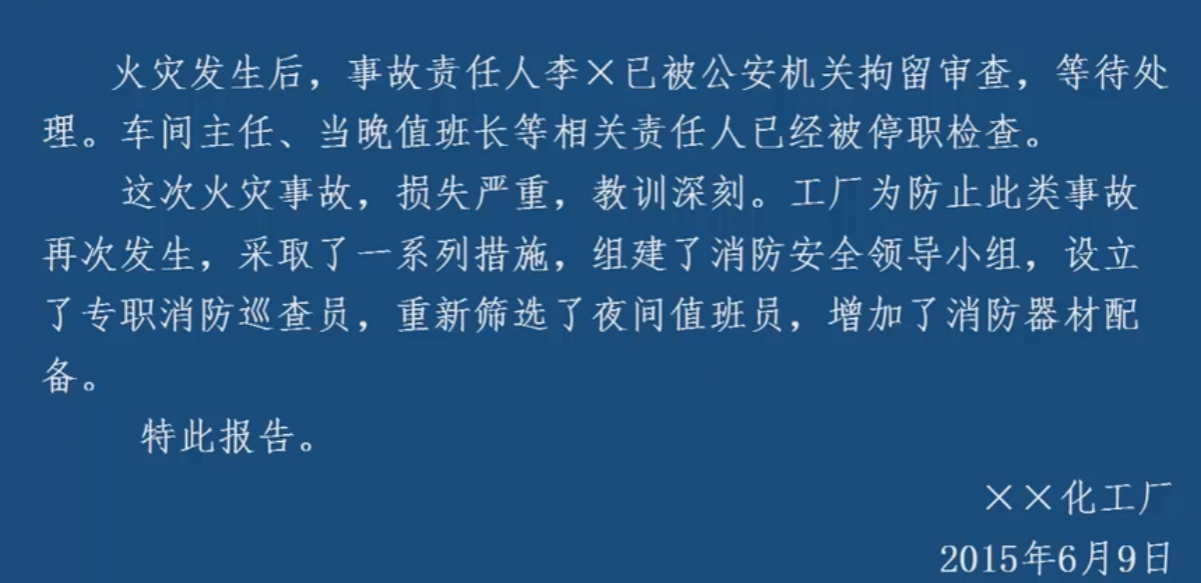 火灾发生后，事故责任人李×已被公安机关拘留审查，等待处
理。车间主任、当晚值班长等相关责任人已经被停职检查。
这次火灾事故，损失严重，教训深刻。工厂为防止此类事故
再次发生，采取了一系列措施，组建了消防安全领导小组，设立
了专职消防巡查员，重新筛选了夜间值班员，增加了消防器材配
备。
特此报告。
××化工厂
2015年6月9日